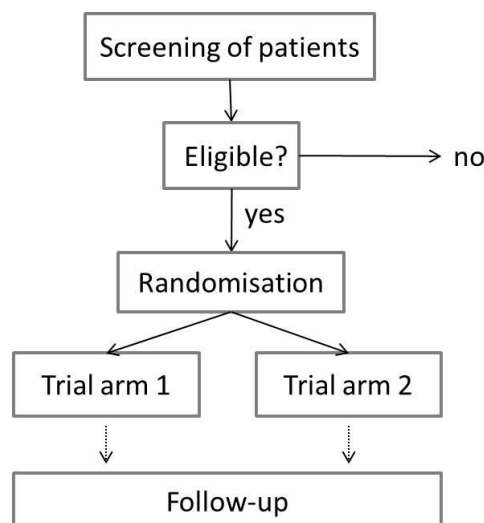 Screening of patients
Eligible?
no
yes
Randomisation
Trial arm 1
Trial arm 2
Follow-up